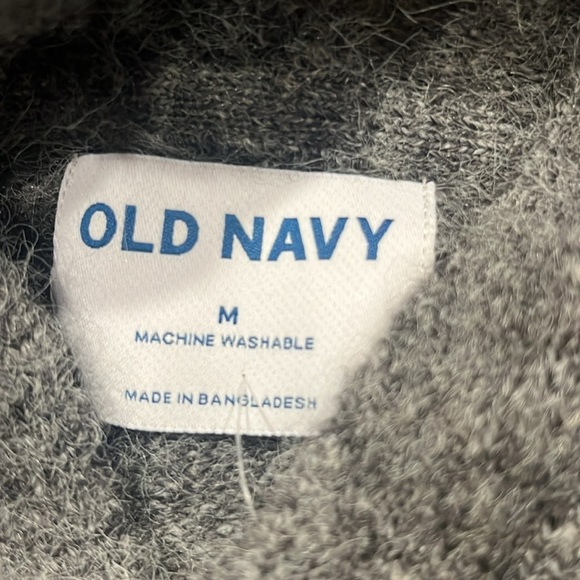 OLD NAVY
M
MACHINE WASHABLE
MADE IN BANGLADESH